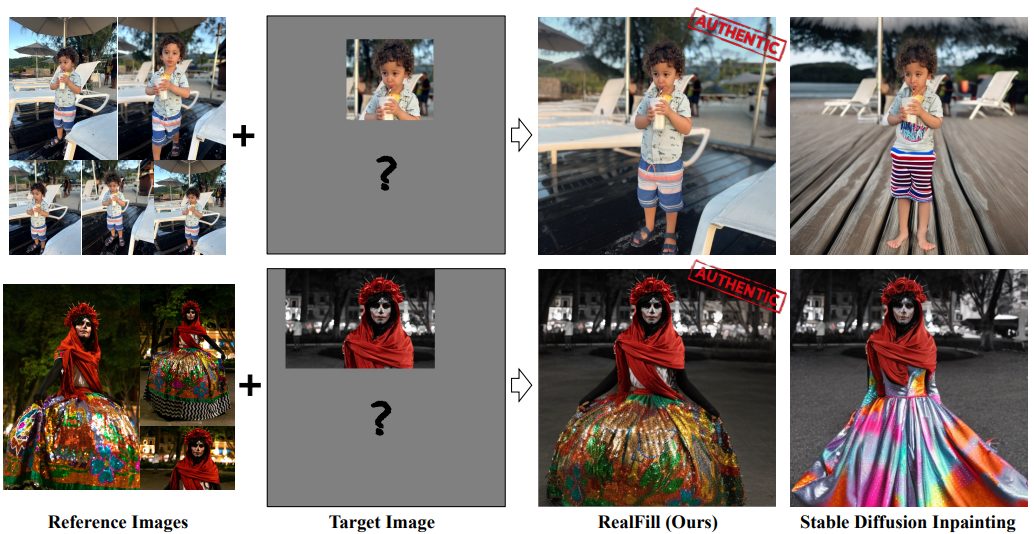 AUTHENTIC
+
?
AUTHENTIC
+
?
Reference Images
Target Image
RealFill (Ours)
Stable Diffusion Inpainting